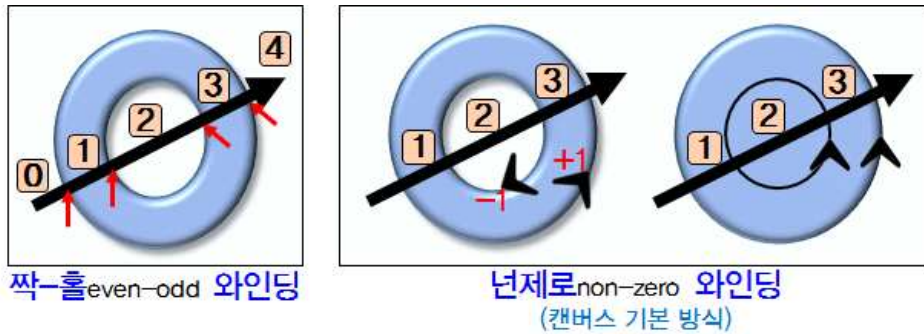 0 1 2 3 4
1 2 3
-1 +1
1 2 3
짝-홀even-odd 와인딩
넌제로non-zero 와인딩
(캔버스 기본 방식)